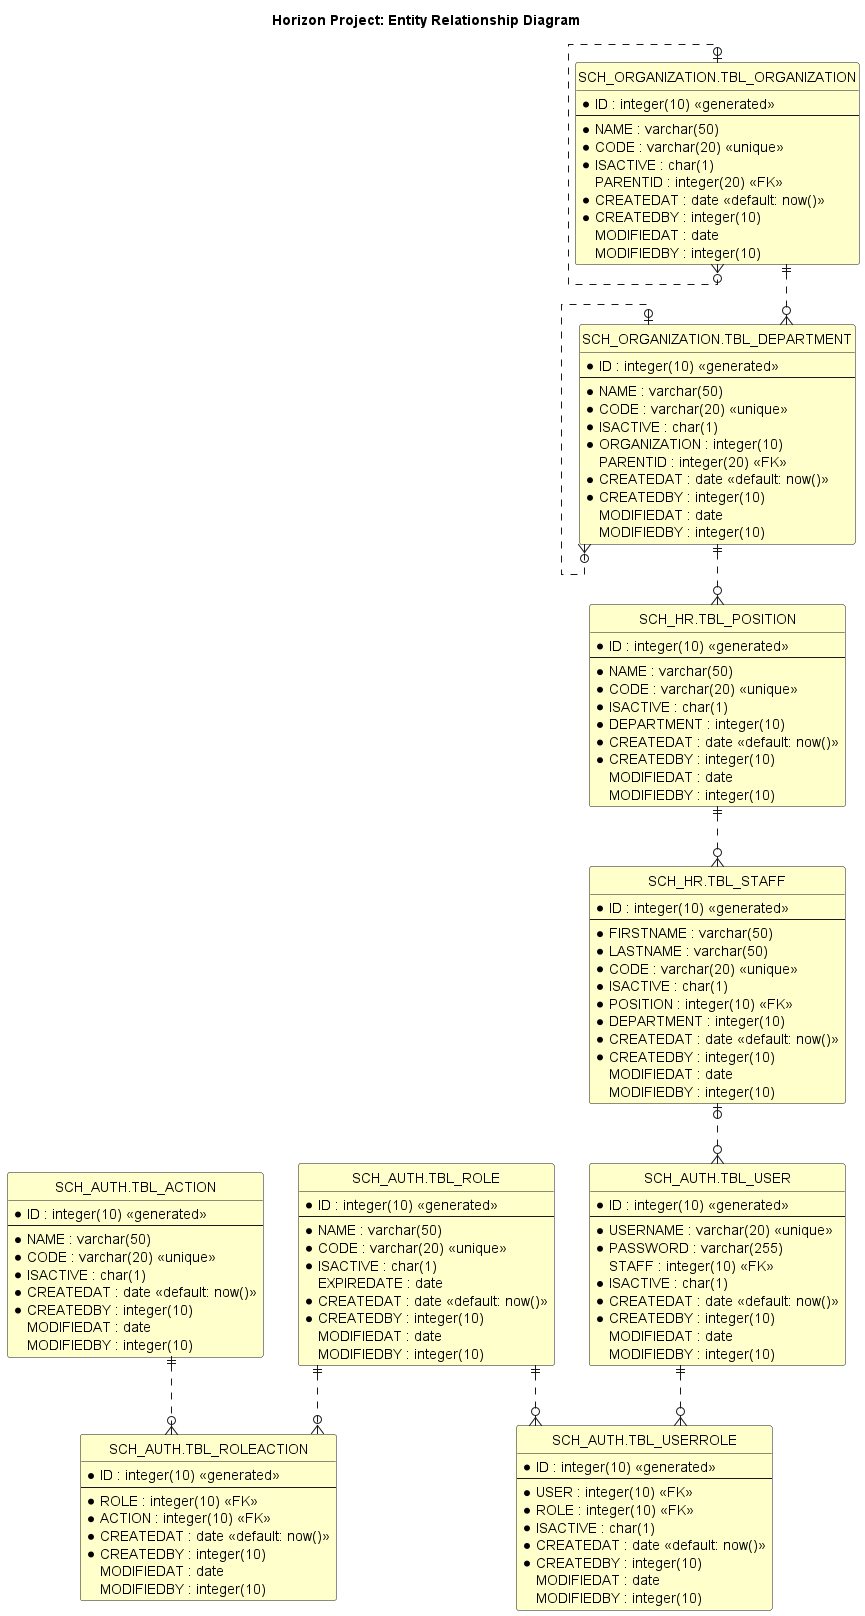 Horizon Project: Entity Relationship Diagram
SCH_ORGANIZATION.TBL_ORGANIZATION
ID : integer(10) «generated»
NAME : varchar(50)
CODE : varchar(20) «unique»
ISACTIVE : char(1)
PARENTID : integer(20) «FK»
CREATEDAT : date «default: now()»
CREATEDBY : integer(10)
MODIFIEDAT : date
MODIFIEDBY : integer(10)
SCH_ORGANIZATION.TBL_DEPARTMENT
ID : integer(10) «generated»
NAME : varchar(50)
CODE : varchar(20) «unique»
ISACTIVE : char(1)
ORGANIZATION : integer(10)
PARENTID : integer(20) «FK»
CREATEDAT : date «default: now()»
CREATEDBY : integer(10)
MODIFIEDAT : date
MODIFIEDBY : integer(10)
SCH_HR.TBL_POSITION
ID : integer(10) «generated»
NAME : varchar(50)
CODE : varchar(20) «unique»
ISACTIVE : char(1)
DEPARTMENT : integer(10)
CREATEDAT : date «default: now()»
CREATEDBY : integer(10)
MODIFIEDAT : date
MODIFIEDBY : integer(10)
SCH_HR.TBL_STAFF
ID : integer(10) «generated»
FIRSTNAME : varchar(50)
LASTNAME : varchar(50)
CODE : varchar(20) «unique»
ISACTIVE : char(1)
POSITION : integer(10) «FK»
DEPARTMENT : integer(10)
CREATEDAT : date «default: now()»
CREATEDBY : integer(10)
MODIFIEDAT : date
MODIFIEDBY : integer(10)
SCH_AUTH.TBL_ACTION
ID : integer(10) «generated»
NAME : varchar(50)
CODE : varchar(20) «unique»
ISACTIVE : char(1)
CREATEDAT : date «default: now()»
CREATEDBY : integer(10)
MODIFIEDAT : date
MODIFIEDBY : integer(10)
SCH_AUTH.TBL_ROLE
ID : integer(10) «generated»
NAME : varchar(50)
CODE : varchar(20) «unique»
ISACTIVE : char(1)
EXPIREDATE : date
CREATEDAT : date «default: now()»
CREATEDBY : integer(10)
MODIFIEDAT : date
MODIFIEDBY : integer(10)
SCH_AUTH.TBL_USER
ID : integer(10) «generated»
USERNAME : varchar(20) «unique»
PASSWORD : varchar(255)
STAFF : integer(10) «FK»
ISACTIVE : char(1)
CREATEDAT : date «default: now()»
CREATEDBY : integer(10)
MODIFIEDAT : date
MODIFIEDBY : integer(10)
SCH_AUTH.TBL_ROLEACTION
ID : integer(10) «generated»
ROLE : integer(10) «FK»
ACTION : integer(10) «FK»
CREATEDAT : date «default: now()»
CREATEDBY : integer(10)
MODIFIEDAT : date
MODIFIEDBY : integer(10)
SCH_AUTH.TBL_USERROLE
ID : integer(10) «generated»
USER : integer(10) «FK»
ROLE : integer(10) «FK»
ISACTIVE : char(1)
CREATEDAT : date «default: now()»
CREATEDBY : integer(10)
MODIFIEDAT : date
MODIFIEDBY : integer(10)